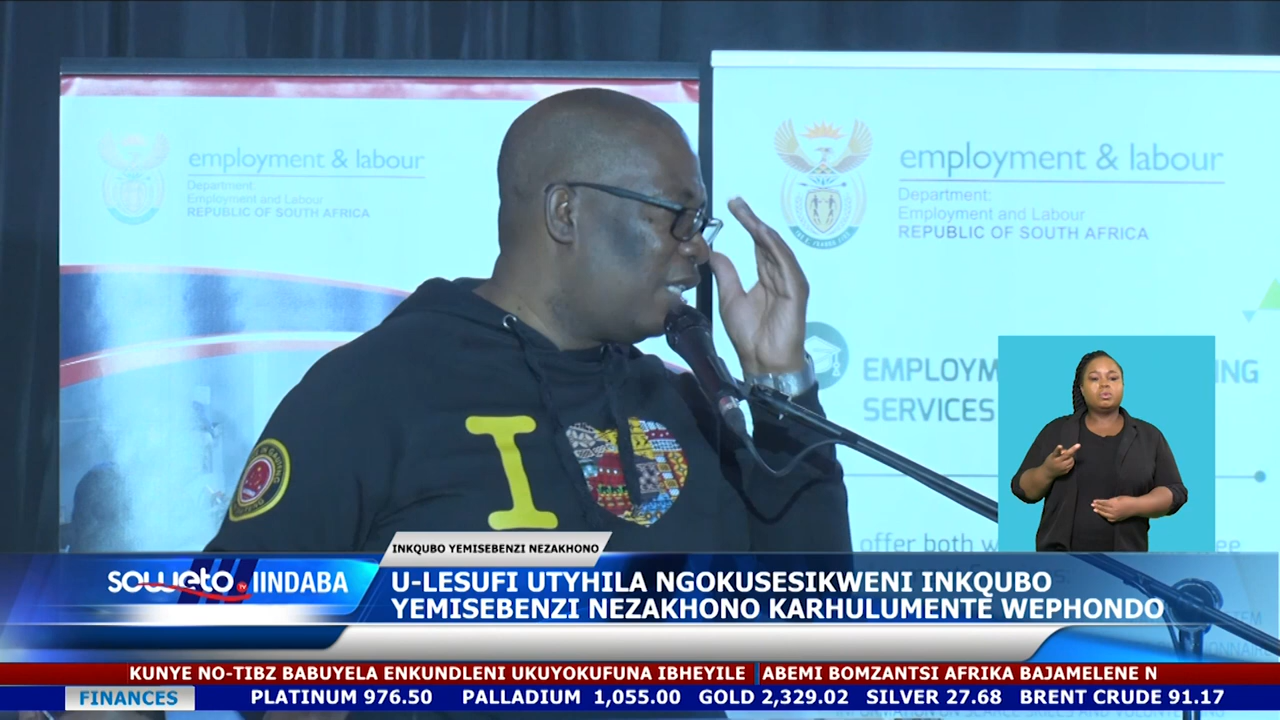 employment & labour
Department:
Employment and Labour
REPUBLIC OF SOUTH AFRICA
employment & labour
Department:
Employment and Labour
REPUBLIC OF SOUTH AFRICA
I
SERVICES
offer both
INKQUBO YEMISEBENZI NEZAKHONO
soweto.tv IINDABA
U-LESUFI UTYHILA NGOKUSESIKWENI INKQUBO
YEMISEBENZI NEZAKHONO KARHULUMENTE WEPHONDO
KUNYE NO-TIBZ BABUYELA ENKUNDLENI UKUYOKUFUNA IBHEYILE ABEMI BOMZANTSI AFRIKA BAJAMELENE N
FINANCES PLATINUM 976.50 PALLADIUM 1,055.00 GOLD 2,329.02 SILVER 27.68 BRENT CRUDE 91.17